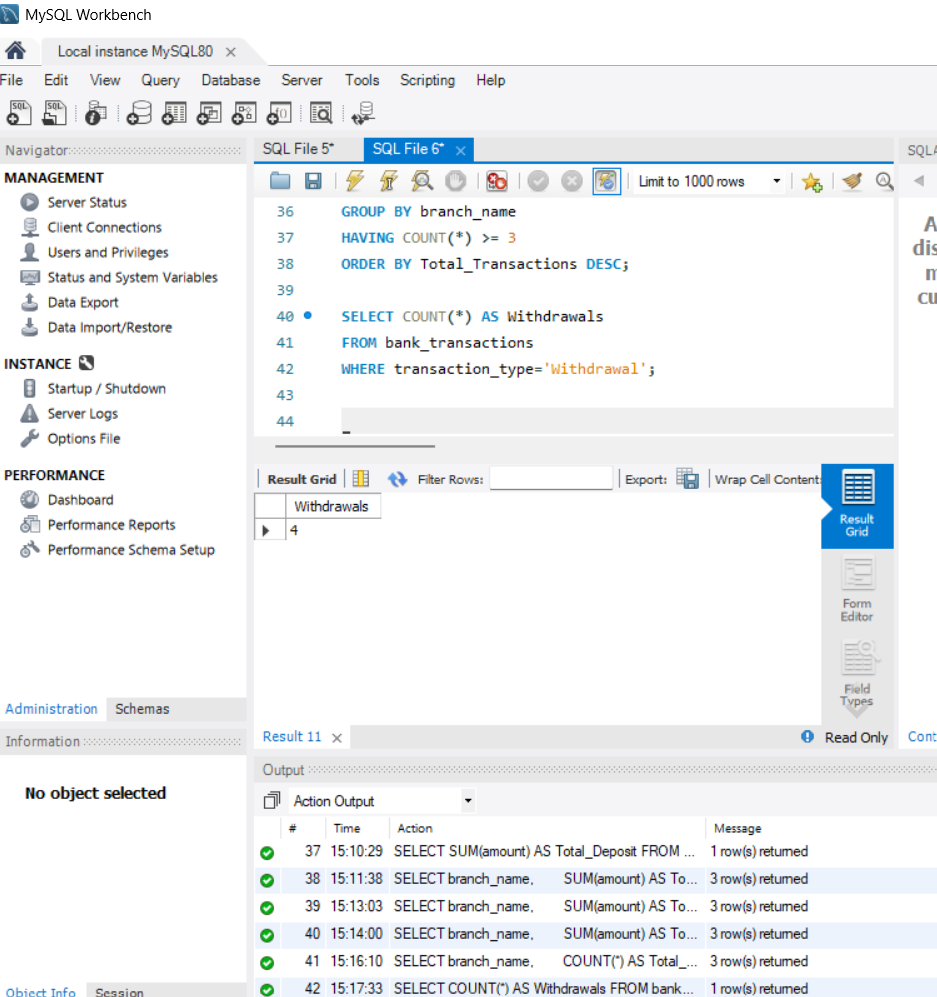 MySQL Workbench
Local instance MySQL80
File Edit View Query Database Server Tools Scripting Help
Navigator
SQL File 5*
SQL File 6*
MANAGEMENT
Server Status
Client Connections
Users and Privileges
Status and System Variables
Data Export
Data Import/Restore
INSTANCE
Startup / Shutdown
Server Logs
Options File
PERFORMANCE
Dashboard
Performance Reports
Performance Schema Setup
Administration Schemas
Information
No object selected
Object Info Session
Limit to 1000 rows
36 GROUP BY branch_name
37 HAVING COUNT(*) >= 3
38 ORDER BY Total_Transactions DESC;
39
40 SELECT COUNT(*) AS Withdrawals
41 FROM bank_transactions
42 WHERE transaction_type='Withdrawal';
43
44
Result Grid Filter Rows: Export: Wrap Cell Content:
Withdrawals
4
Result Grid
Form Editor
Field Types
Result 11
Read Only
Output
Action Output
# Time Action Message
37 15:10:29 SELECT SUM(amount) AS Total_Deposit FROM ... 1 row(s) returned
38 15:11:38 SELECT branch_name, SUM(amount) AS To... 3 row(s) returned
39 15:13:03 SELECT branch_name, SUM(amount) AS To... 3 row(s) returned
40 15:14:00 SELECT branch_name, SUM(amount) AS To... 3 row(s) returned
41 15:16:10 SELECT branch_name, COUNT(*) AS Total_... 3 row(s) returned
42 15:17:33 SELECT COUNT(*) AS Withdrawals FROM bank... 1 row(s) returned